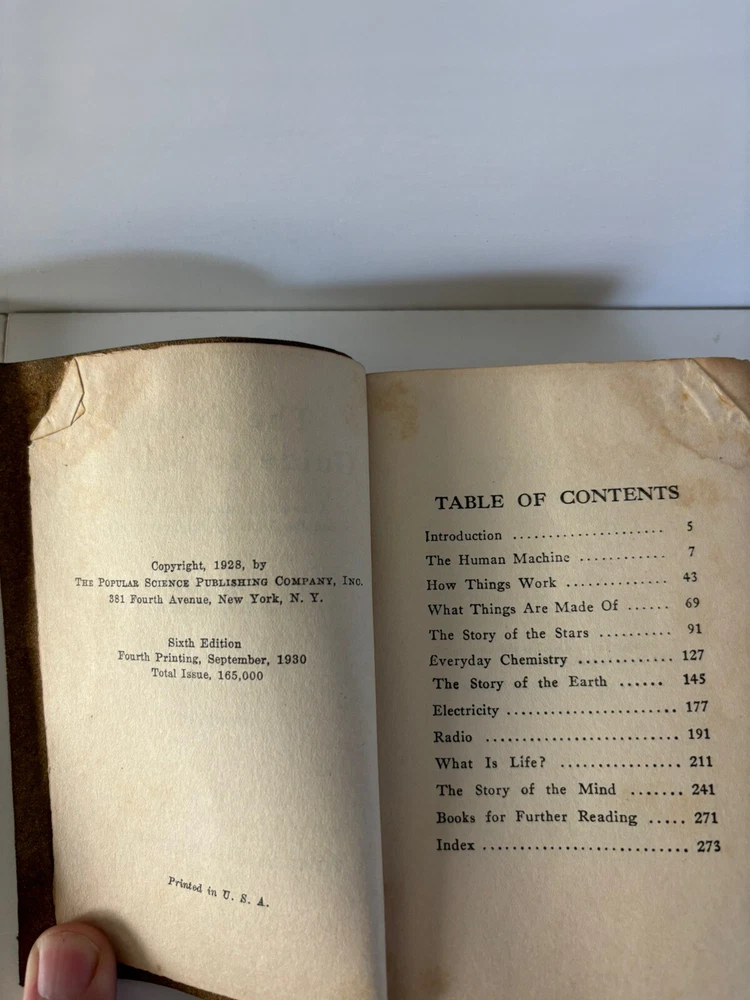 Copyright, 1928, by
THE POPULAR SCIENCE PUBLISHING COMPANY, INC.
381 Fourth Avenue, New York, N. Y.
Sixth Edition
Fourth Printing, September, 1930
Total Issue, 165,000
Printed in U. S. A.
TABLE OF CONTENTS
Introduction ..................... 5
The Human Machine ............ 7
How Things Work .............. 43
What Things Are Made Of ...... 69
The Story of the Stars .......... 91
Everyday Chemistry ............. 127
The Story of the Earth ...... 145
Electricity ........................ 177
Radio ........................... 191
What Is Life? ................ 211
The Story of the Mind ....... 241
Books for Further Reading ..... 271
Index .......................... 273